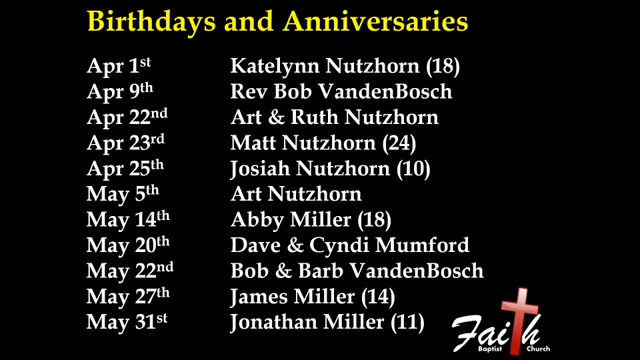 Birthdays and Anniversaries
Apr 1st Katelynn Nutzhorn (18)
Apr 9th Rev Bob VandenBosch
Apr 22nd Art & Ruth Nutzhorn
Apr 23rd Matt Nutzhorn (24)
Apr 25th Josiah Nutzhorn (10)
May 5th Art Nutzhorn
May 14th Abby Miller (18)
May 20th Dave & Cyndi Mumford
May 22nd Bob & Barb VandenBosch
May 27th James Miller (14)
May 31st Jonathan Miller (11)
Faith
Baptist Church